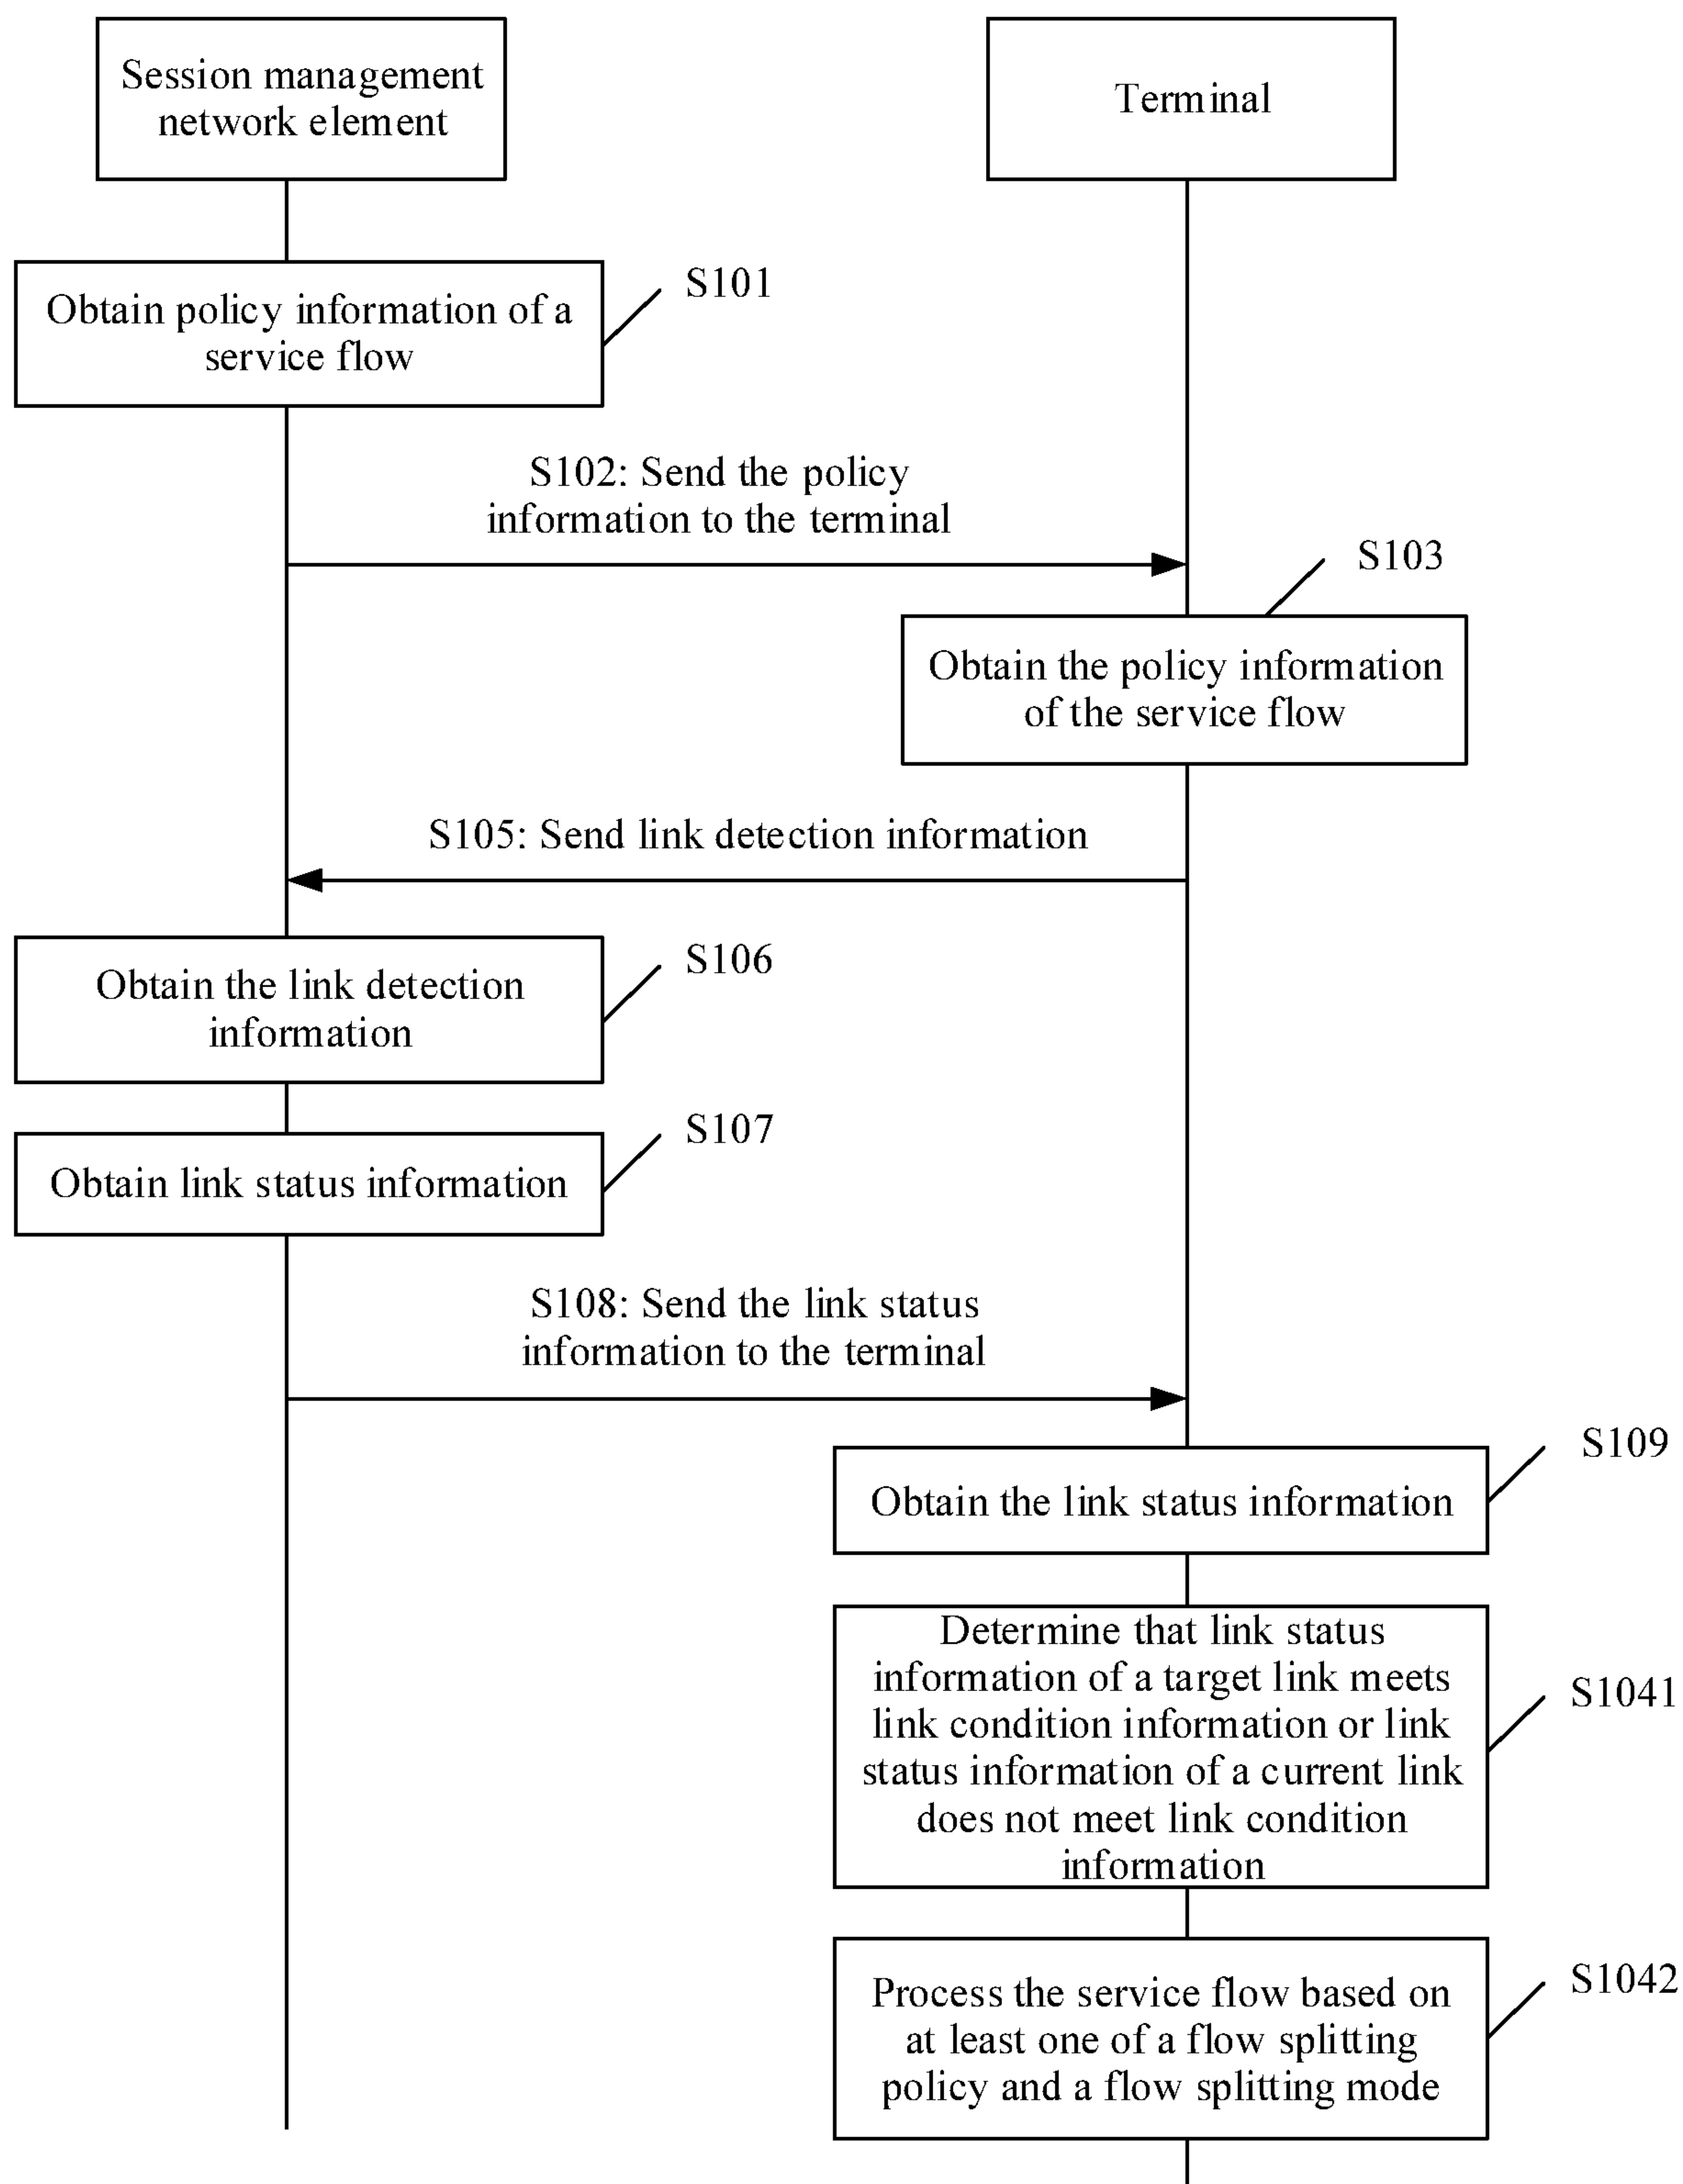 Session management
network element
Terminal
S101
Obtain policy information of a
service flow
S102: Send the policy
information to the terminal
S103
Obtain the policy information
of the service flow
S105: Send link detection information
S106
Obtain the link detection
information
S107
Obtain link status information
S108: Send the link status
information to the terminal
S109
Obtain the link status information
Determine that link status
information of a target link meets
link condition information or link
status information of a current link
does not meet link condition
information
S1041
Process the service flow based on
at least one of a flow splitting
policy and a flow splitting mode
S1042